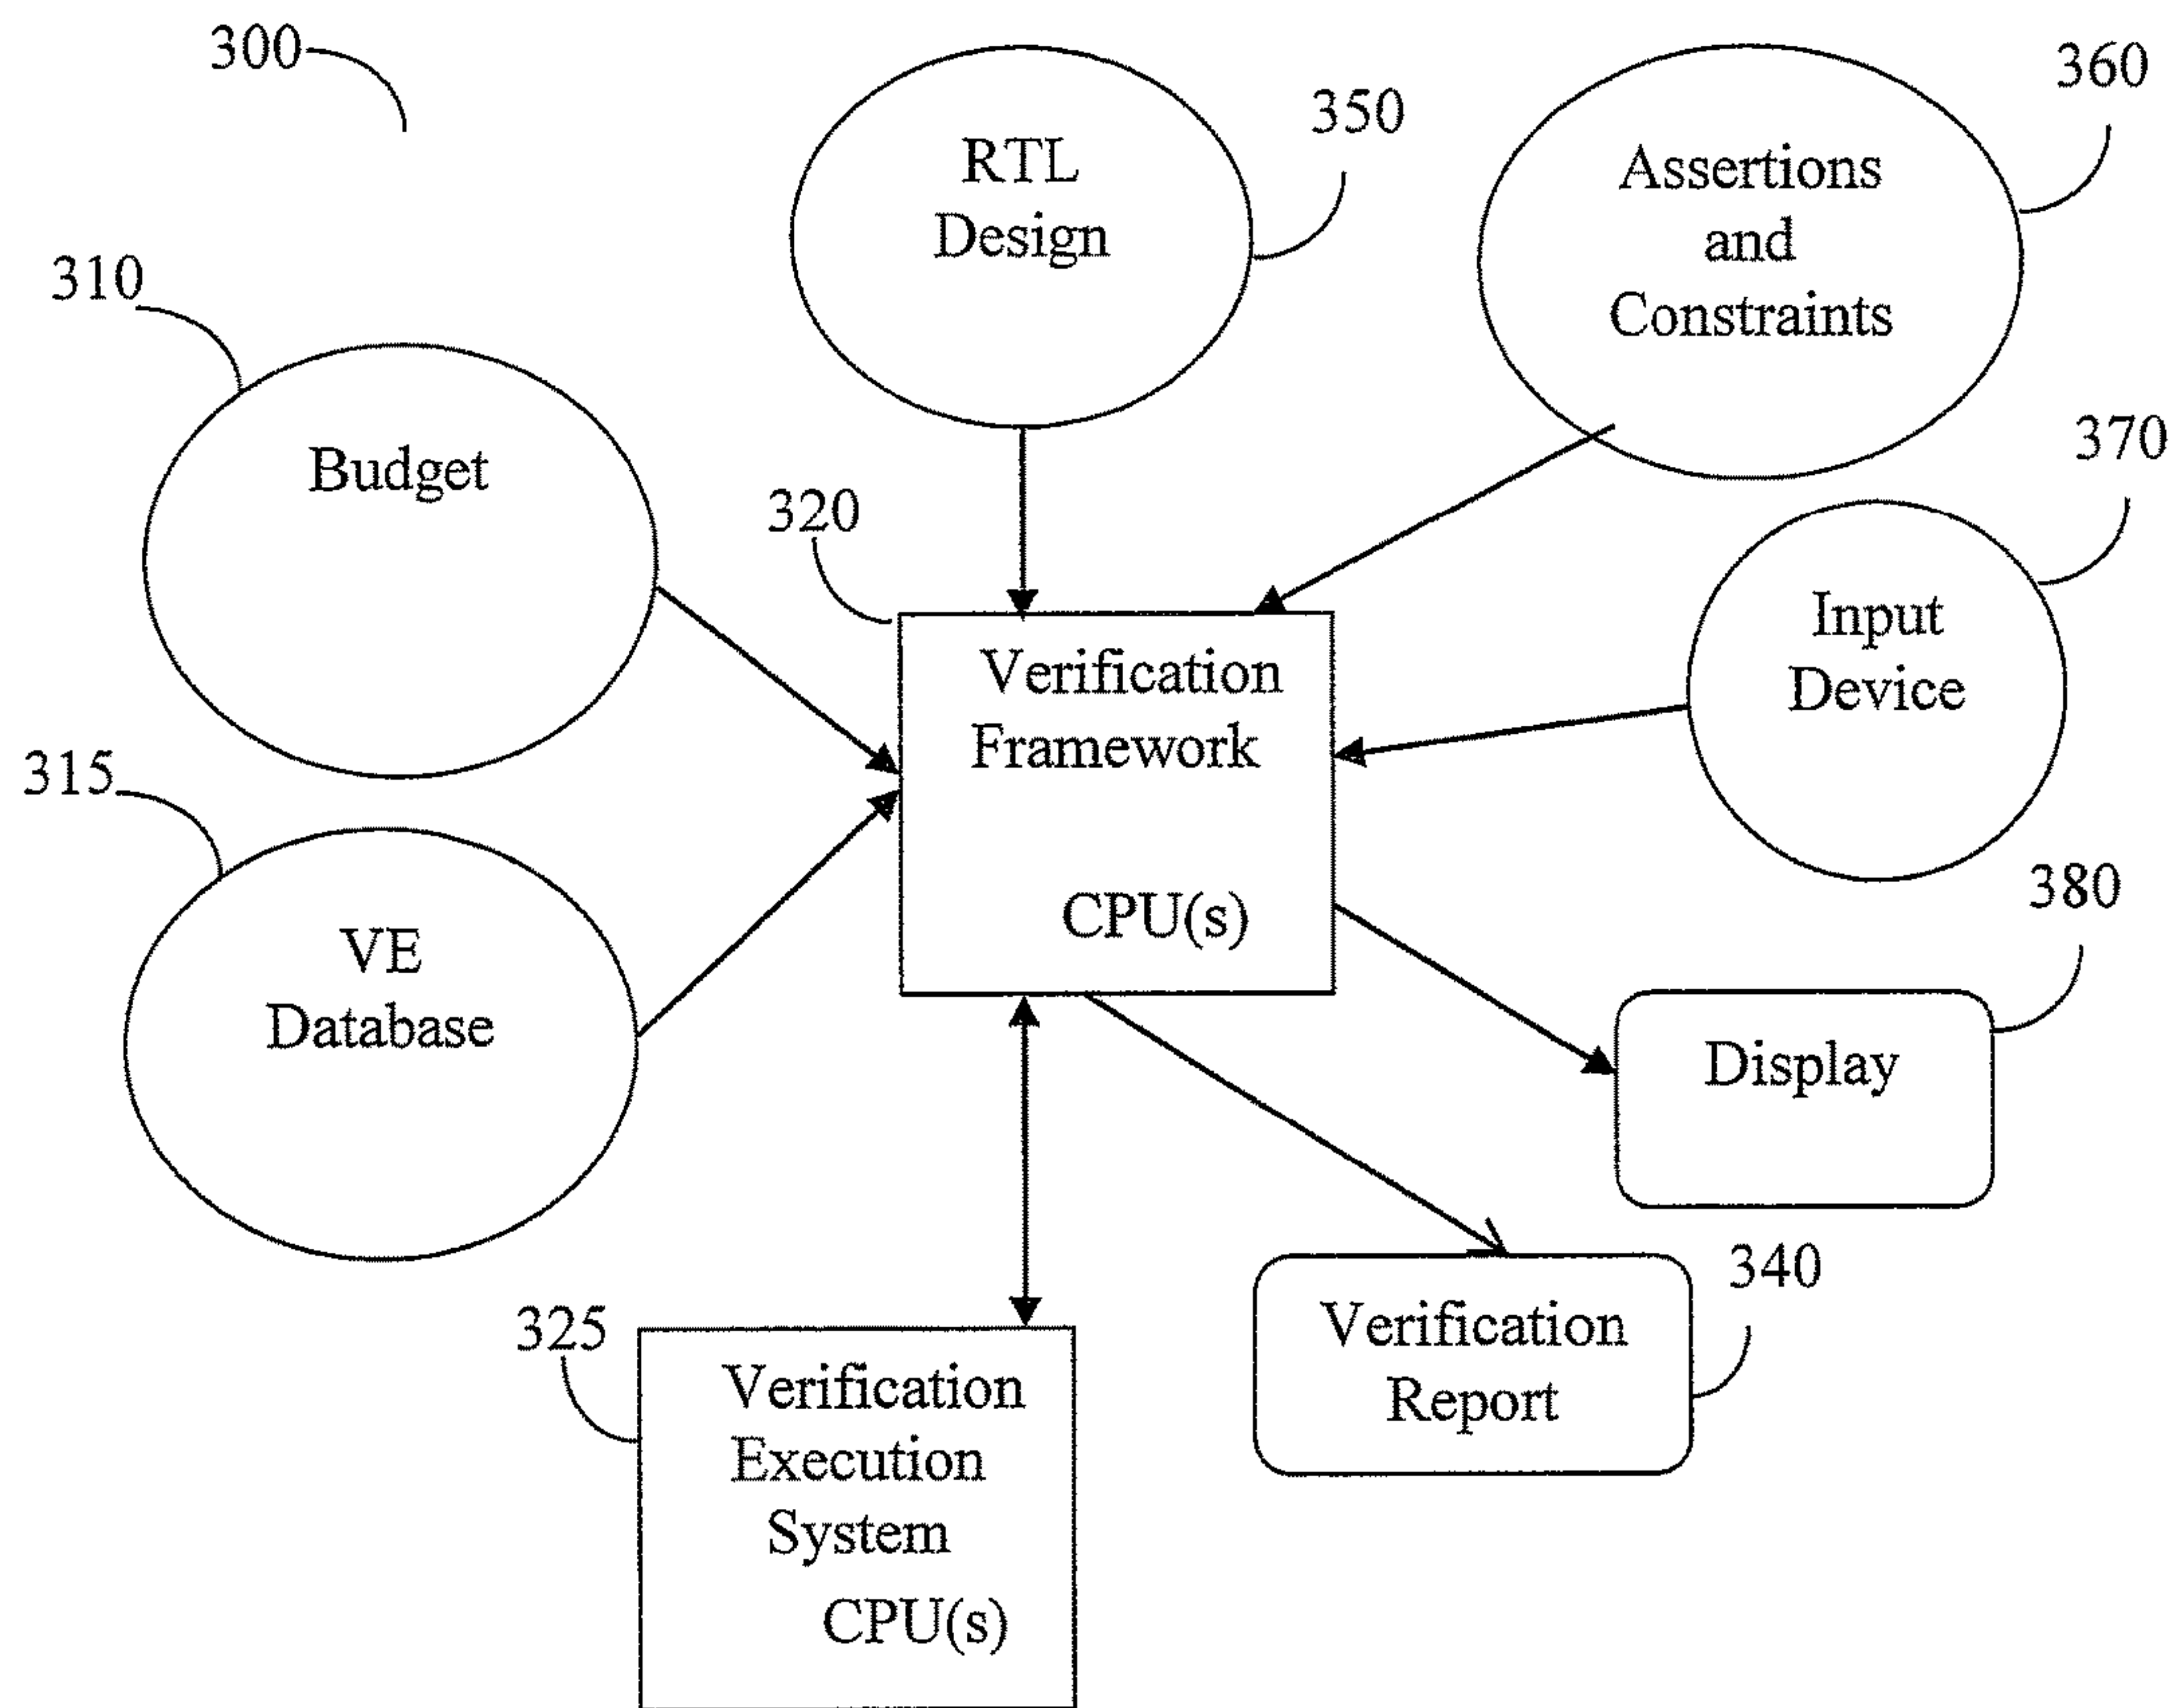 300
350
360
RTL
Design
Assertions
and
Constraints
310
Budget
320
370
Input
Device
Verification
Framework
CPU(s)
315
VE
Database
380
Display
340
Verification
Report
325
Verification
Execution
System
CPU(s)